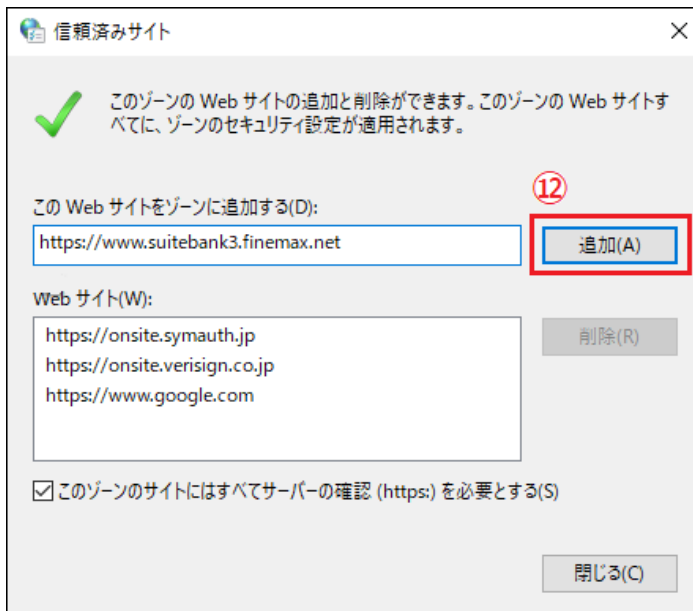 信頼済みサイト
このゾーンの Web サイトの追加と削除ができます。このゾーンの Web サイトす
べてに、ゾーンのセキュリティ設定が適用されます。
⑫
この Web サイトをゾーンに追加する(D):
https://www.suitebank3.finemax.net
追加(A)
Web サイト(W):
https://onsite.symauth.jp
削除(R)
https://onsite.verisign.co.jp
https://www.google.com
このゾーンのサイトにはすべてサーバーの確認 (https:) を必要とする(S)
閉じる(C)